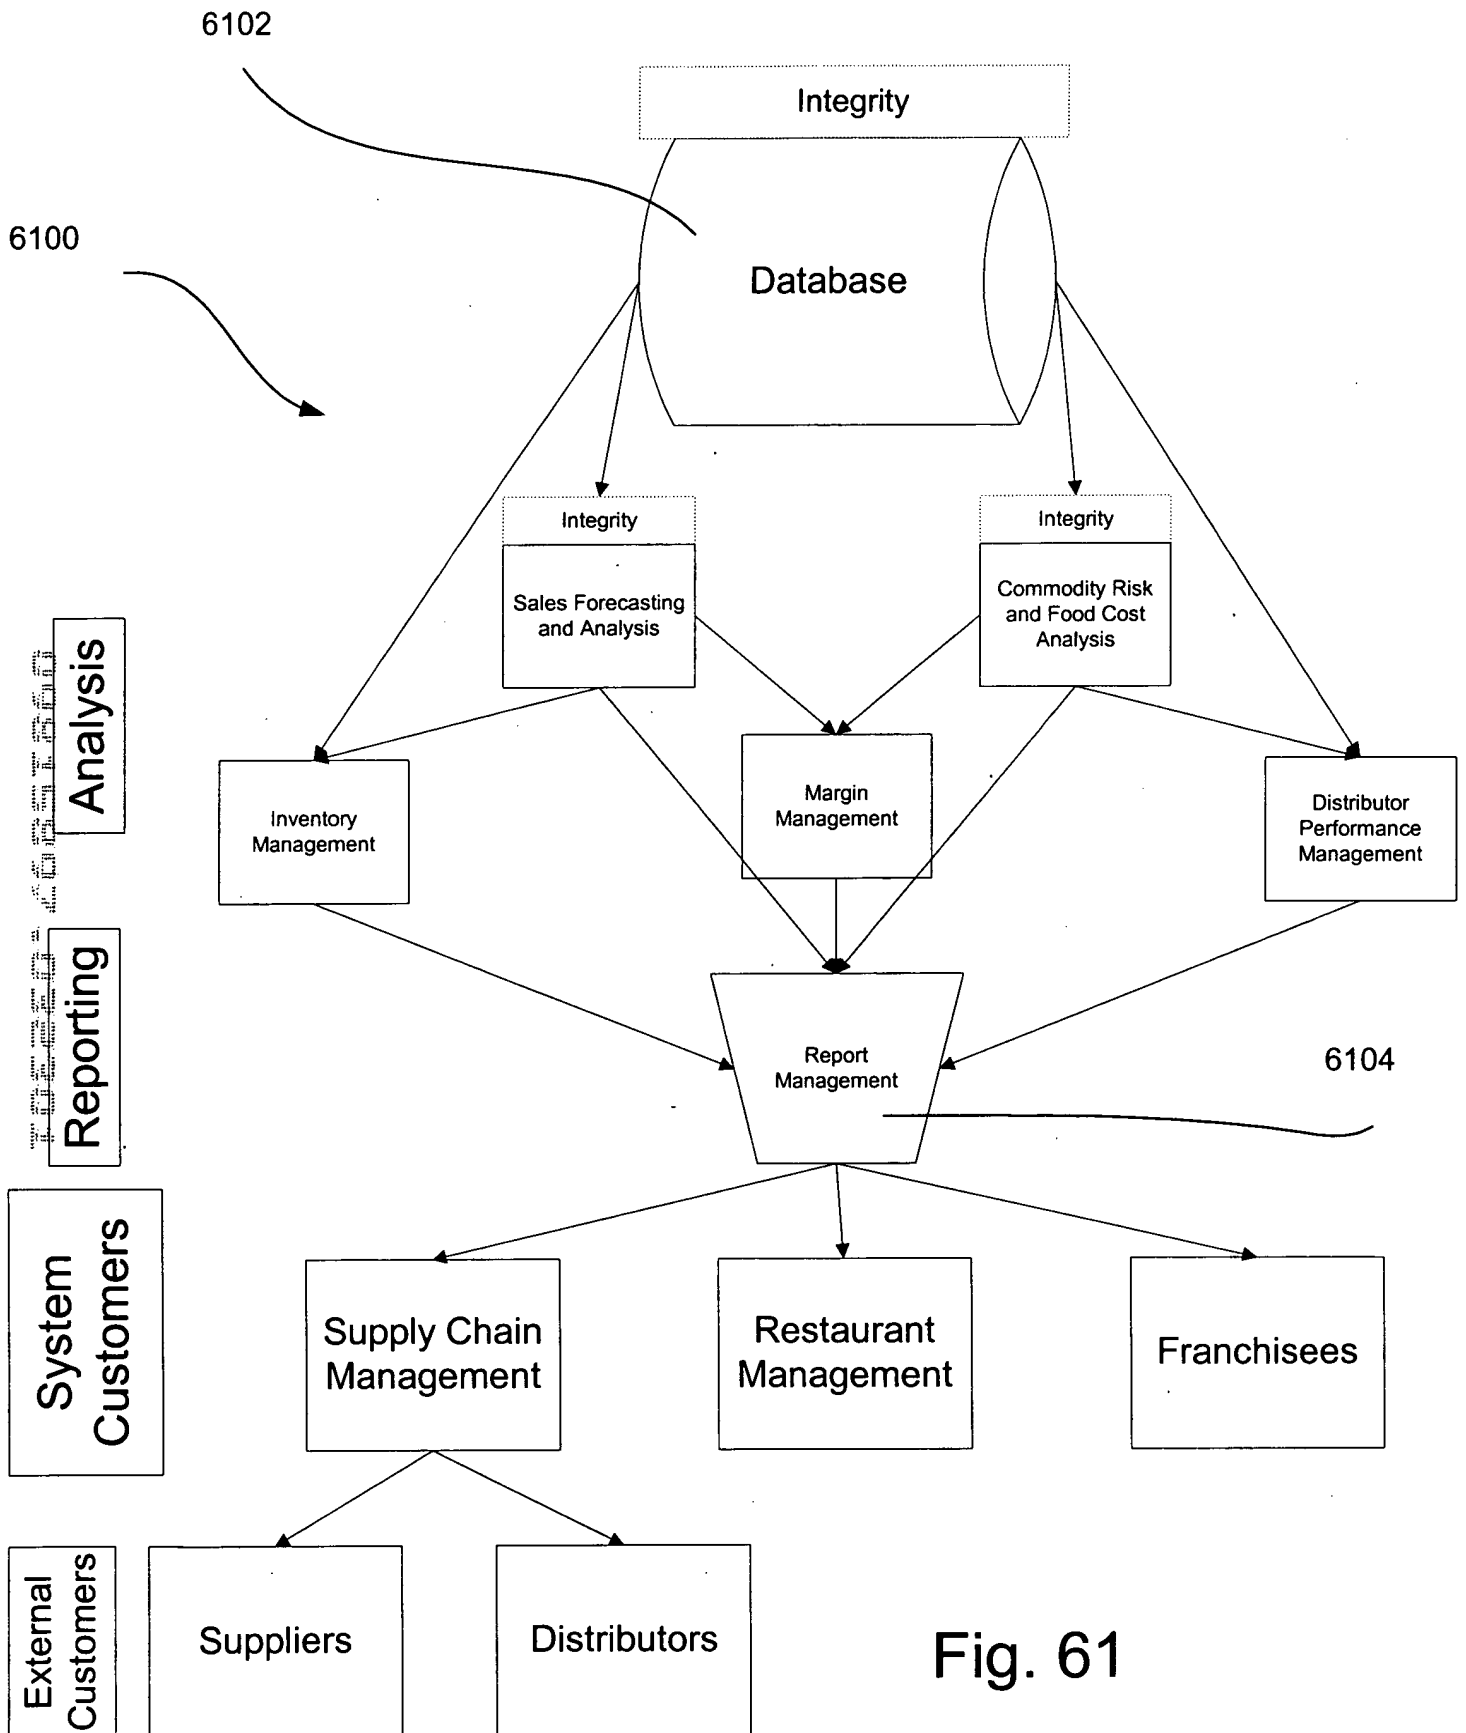 6102
Integrity
6100
Database
Integrity
Integrity
Sales Forecasting
and Analysis
Commodity Risk
and Food Cost
Analysis
Analysis
Inventory
Management
Margin
Management
Distributor
Performance
Management
Reporting
Report
Management
6104
System
Customers
Supply Chain
Management
Restaurant
Management
Franchisees
External
Customers
Suppliers
Distributors
Fig. 61